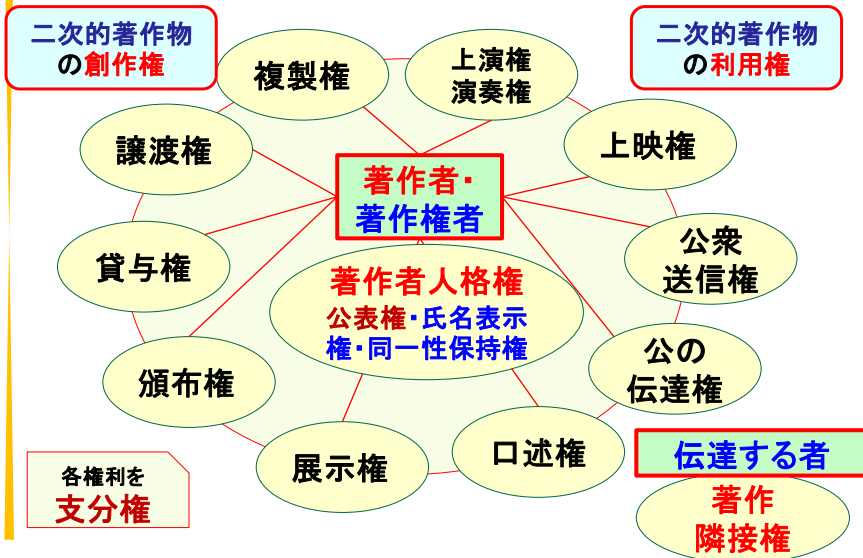 二次的著作物
の創作権
二次的著作物
の利用権
複製権
上演権
演奏権
譲渡権
上映権
著作者・
著作権者
貸与権
公衆
送信権
著作者人格権
公表権・氏名表示
権・同一性保持権
頒布権
公の
伝達権
展示権
口述権
各権利を
支分権
伝達する者
著作
隣接権